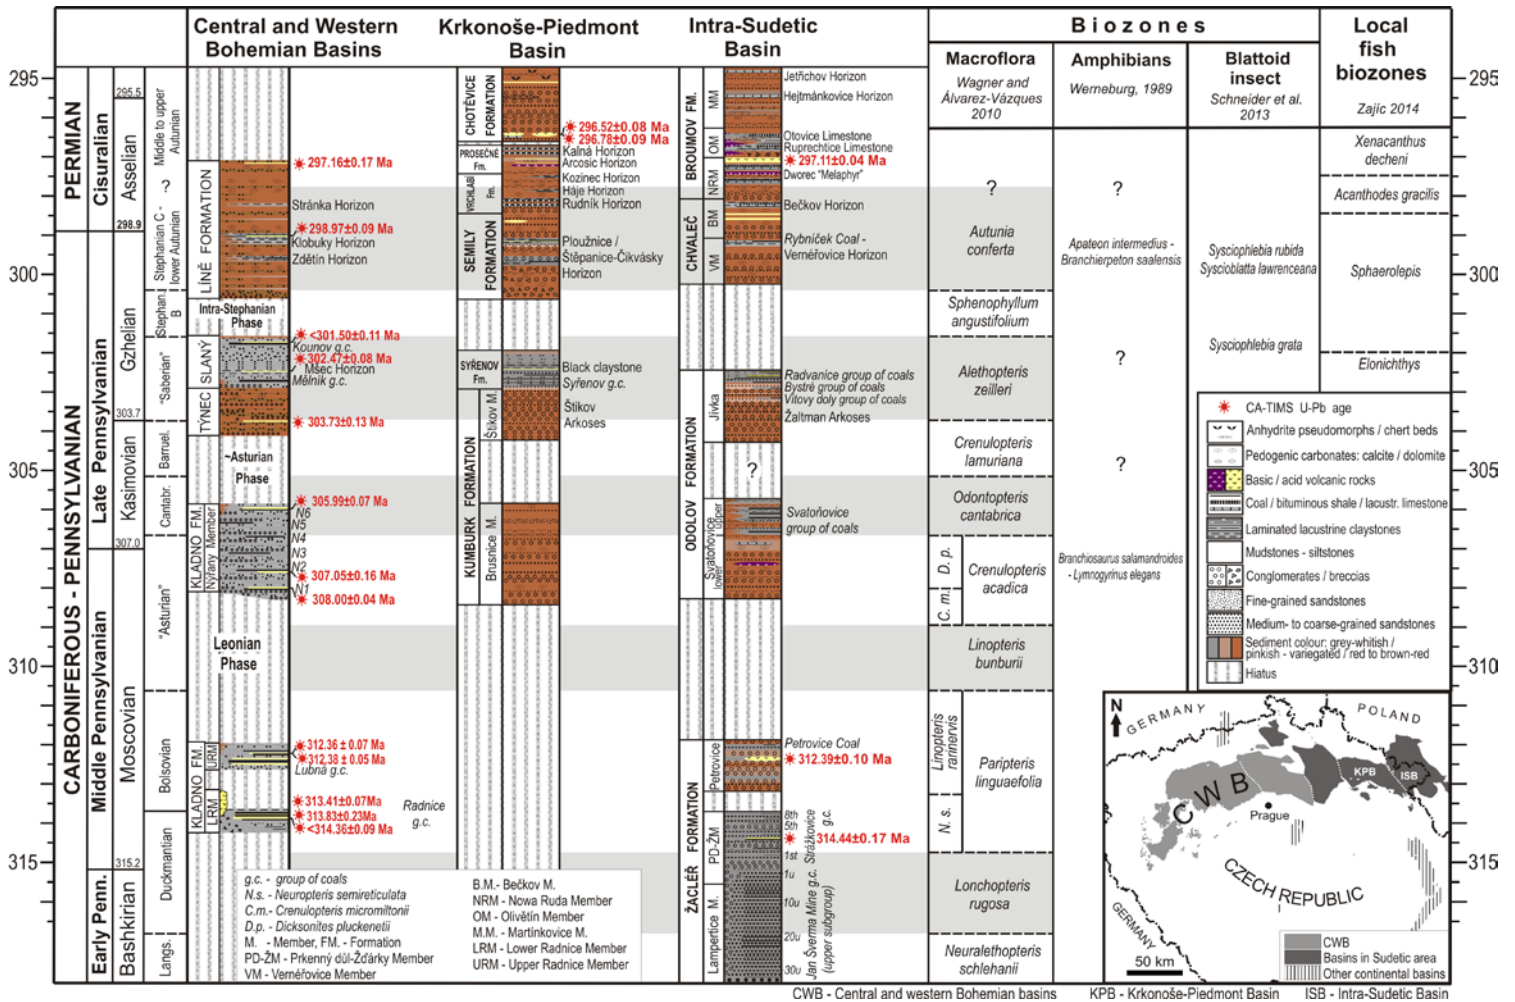 Central and Western
Bohemian Basins
Krkonoše-Piedmont
Basin
Intra-Sudetic
Basin
Biozones
Macroflora
Wagner and
Álvarez-Vázques
2010
Amphibians
Werneburg, 1989
Blattoid
insect
Schneider et al.
2013
Local
fish
biozones
Zajíc 2014
295
300
305
310
315
PERMIAN
CARBONIFEROUS - PENNSYLVANIAN
Cisuralian
Late Pennsylvanian
Middle Pennsylvanian
Early Penn.
295.5
Asselian
298.9
Gzhelian
303.7
Kasimovian
307.0
Moscovian
315.2
Bashkirian
Middle to upper
Autunian
?
Stephanian C -
lower Autunian
Stephan.
B
"Saberian"
Barruel.
Cantabr.
"Asturian"
Bolsovian
Duckmantian
Langs.
LÍNĚ FORMATION
297.16±0.17 Ma
Stránka Horizon
298.97±0.09 Ma
Klobuky Horizon
Zdětín Horizon
Intra-Stephanian
Phase
SLANÝ
<301.50±0.11 Ma
Kounov g.c.
302.47±0.08 Ma
Mšec Horizon
Mělník g.c.
TÝNEC
303.73±0.13 Ma
~Asturian
Phase
KLADNO FM.
Nýřany Member
305.99±0.07 Ma
N6
N5
N4
N3
N2
307.05±0.16 Ma
N1
308.00±0.04 Ma
Leonian
Phase
KLADNO FM.
URM
LRM
312.36 ± 0.07 Ma
312.38 ± 0.05 Ma
Lubná g.c.
313.41±0.07Ma
313.83±0.23Ma
<314.36±0.09 Ma
Radnice
g.c.
CHOTĚVICE
FORMATION
296.52±0.08 Ma
296.78±0.09 Ma
PROSEČNÉ
Fm.
Kalná Horizon
Arcosic Horizon
VRCHLABÍ
Fm.
Kozinec Horizon
Háje Horizon
Rudník Horizon
SEMILY
FORMATION
Ploužnice /
Štěpanice-Čikvásky
Horizon
SYŘENOV
Fm.
Black claystone
Syřenov g.c.
KUMBURK FORMATION
Štikov M.
Štikov
Arkoses
Brusnice M.
BROUMOV FM.
MM
OM
NRM
Jetřichov Horizon
Hejtmánkovice Horizon
Otovice Limestone
Ruprechtice Limestone
297.11±0.04 Ma
Dworec "Melaphyr"
CHVALEČ
BM
VM
Bečkov Horizon
Rybníček Coal -
Vernéřovice Horizon
ODOLOV FORMATION
Jívka
Radvanice group of coals
Bystré group of coals
Vitovy doly group of coals
Žaltman Arkoses
?
Svatoňovice
upper
lower
Svatoňovice
group of coals
ŽACLÉŘ FORMATION
Petrovice
Petrovice Coal
312.39±0.10 Ma
PD-ŽM
8th
5th
314.44±0.17 Ma
1st
Strážkovice
g.c.
Lampertice M.
1u
10u
20u
30u
Jan Šverma Mine g.c.
(upper subgroup)
?
Autunia
conferta
Sphenophyllum
angustifolium
Alethopteris
zeilleri
Crenulopteris
lamuriana
Odontopteris
cantabrica
D. p.
C. m.
Crenulopteris
acadica
Linopteris
bunburii
Linopteris
rarinervis
N. s.
Paripteris
linguaefolia
Lonchopteris
rugosa
Neuralethopteris
schlehanii
?
Apateon intermedius -
Branchierpeton saalensis
?
?
Branchiosaurus salamandroides
- Lymnogyrinus elegans
Sysciophlebia rubida
Syscioblatta lawrenceana
Sysciophlebia grata
Xenacanthus
decheni
Acanthodes gracilis
Sphaerolepis
Elonichthys
295
300
305
310
315
CA-TIMS U-Pb age
Anhydrite pseudomorphs / chert beds
Pedogenic carbonates: calcite / dolomite
Basic / acid volcanic rocks
Coal / bituminous shale / lacustr. limestone
Laminated lacustrine claystones
Mudstones - siltstones
Conglomerates / breccias
Fine-grained sandstones
Medium- to coarse-grained sandstones
Sediment colour: grey-whitish /
pinkish - variegated / red to brown-red
Hiatus
g.c. - group of coals
N.s. - Neuropteris semireticulata
C.m.- Crenulopteris micromiltonii
D.p. - Dicksonites pluckenetii
M. - Member, FM. - Formation
PD-ŽM - Prkenný důl-Žďárky Member
VM - Vernéřovice Member
B.M.- Bečkov M.
NRM - Nowa Ruda Member
OM - Olivětín Member
M.M. - Martínkovice M.
LRM - Lower Radnice Member
URM - Upper Radnice Member
N
GERMANY
POLAND
CWB
KPB
ISB
Prague
CZECH REPUBLIC
GERMANY
50 km
CWB
Basins in Sudetic area
Other continental basins
CWB - Central and western Bohemian basins
KPB - Krkonoše-Piedmont Basin
ISB - Intra-Sudetic Basin